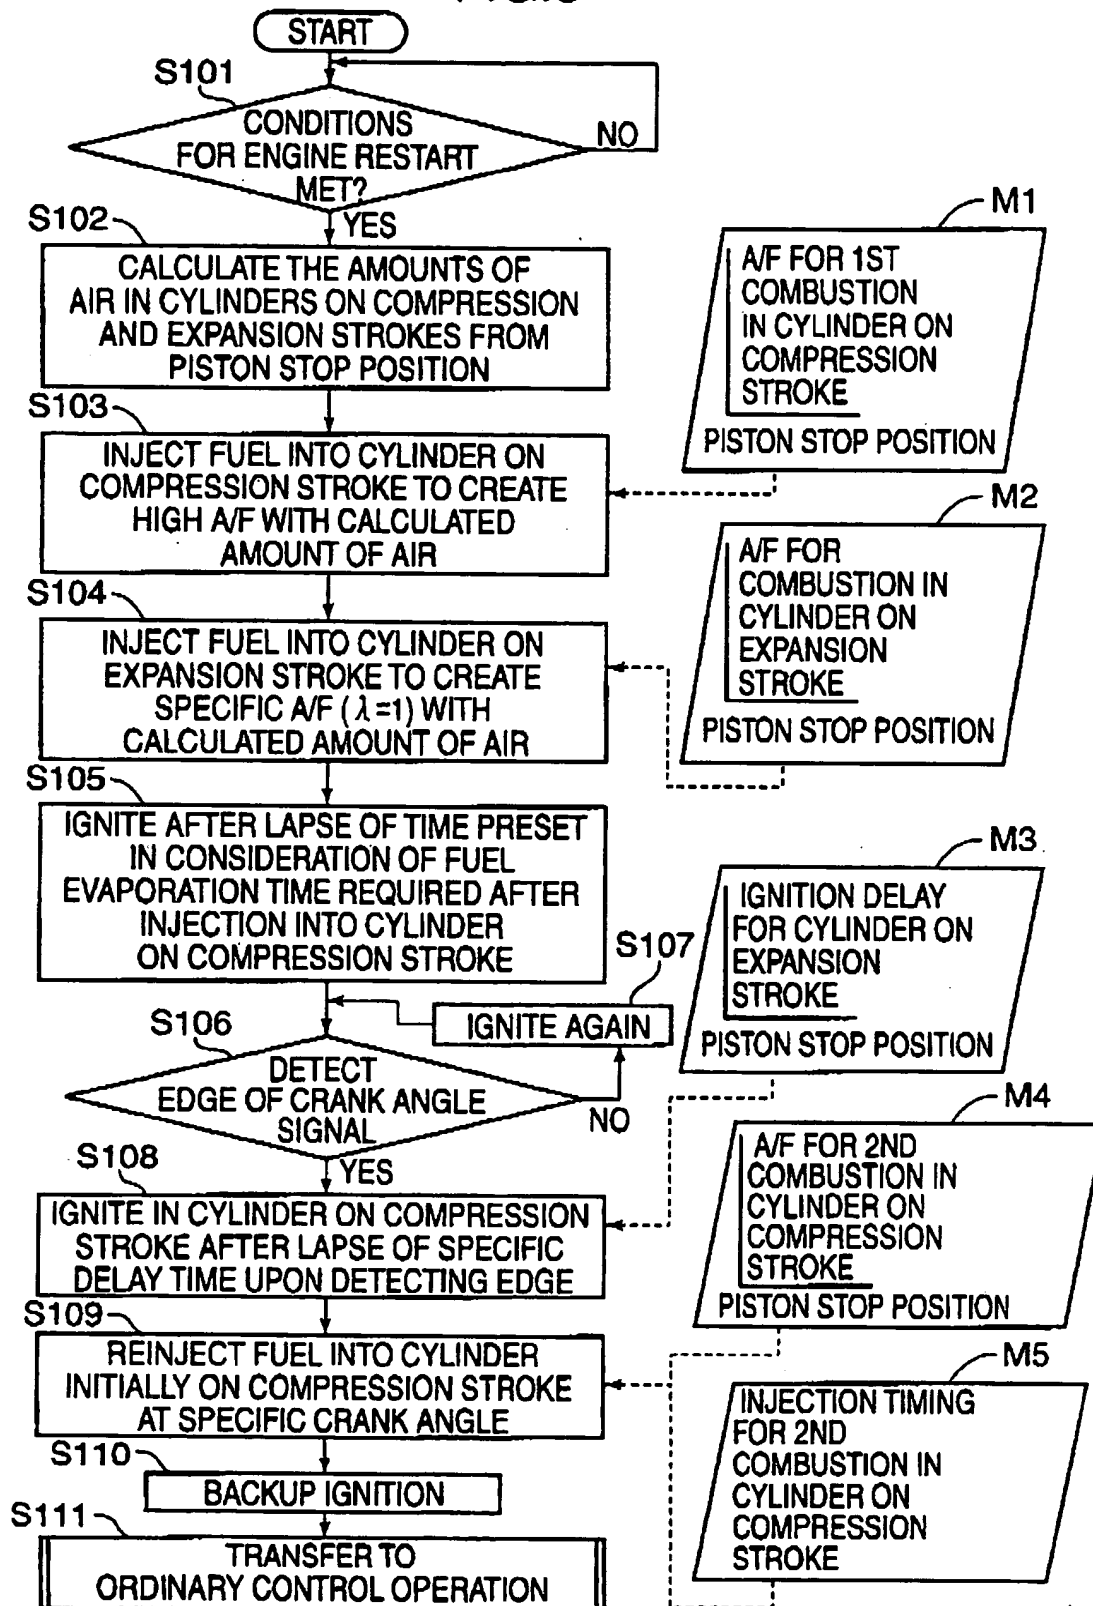 START
S101
CONDITIONS
FOR ENGINE RESTART
MET?
NO
YES
S102
CALCULATE THE AMOUNTS OF
AIR IN CYLINDERS ON COMPRESSION
AND EXPANSION STROKES FROM
PISTON STOP POSITION
M1
A/F FOR 1ST
COMBUSTION
IN CYLINDER ON
COMPRESSION
STROKE
PISTON STOP POSITION
S103
INJECT FUEL INTO CYLINDER ON
COMPRESSION STROKE TO CREATE
HIGH A/F WITH CALCULATED
AMOUNT OF AIR
M2
A/F FOR
COMBUSTION IN
CYLINDER ON
EXPANSION
STROKE
PISTON STOP POSITION
S104
INJECT FUEL INTO CYLINDER ON
EXPANSION STROKE TO CREATE
SPECIFIC A/F (λ=1) WITH
CALCULATED AMOUNT OF AIR
S105
IGNITE AFTER LAPSE OF TIME PRESET
IN CONSIDERATION OF FUEL
EVAPORATION TIME REQUIRED AFTER
INJECTION INTO CYLINDER
ON COMPRESSION STROKE
M3
IGNITION DELAY
FOR CYLINDER ON
EXPANSION
STROKE
PISTON STOP POSITION
S107
IGNITE AGAIN
S106
DETECT
EDGE OF CRANK ANGLE
SIGNAL
NO
YES
M4
A/F FOR 2ND
COMBUSTION IN
CYLINDER ON
COMPRESSION
STROKE
PISTON STOP POSITION
S108
IGNITE IN CYLINDER ON COMPRESSION
STROKE AFTER LAPSE OF SPECIFIC
DELAY TIME UPON DETECTING EDGE
S109
REINJECT FUEL INTO CYLINDER
INITIALLY ON COMPRESSION STROKE
AT SPECIFIC CRANK ANGLE
M5
INJECTION TIMING
FOR 2ND
COMBUSTION IN
CYLINDER ON
COMPRESSION
STROKE
S110
BACKUP IGNITION
S111
TRANSFER TO
ORDINARY CONTROL OPERATION